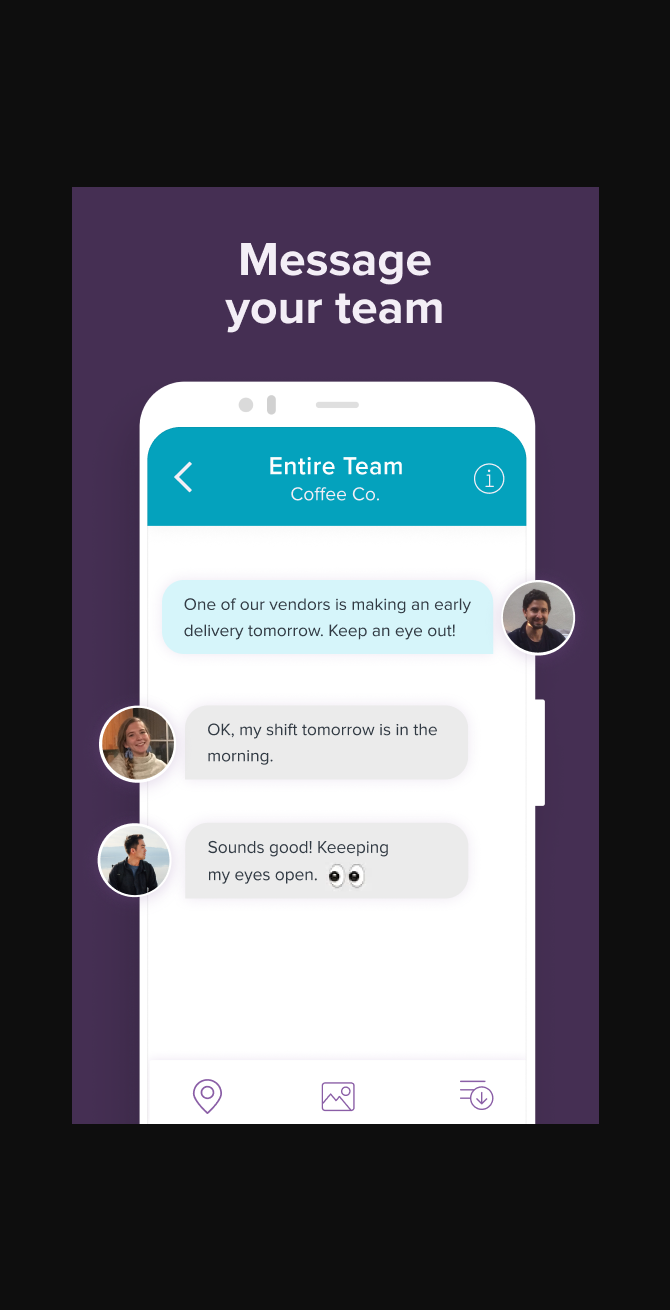 Message
your team
Entire Team
Coffee Co.
One of our vendors is making an early
delivery tomorrow. Keep an eye out!
OK, my shift tomorrow is in the
morning.
Sounds good! Keeeping
my eyes open. 👀